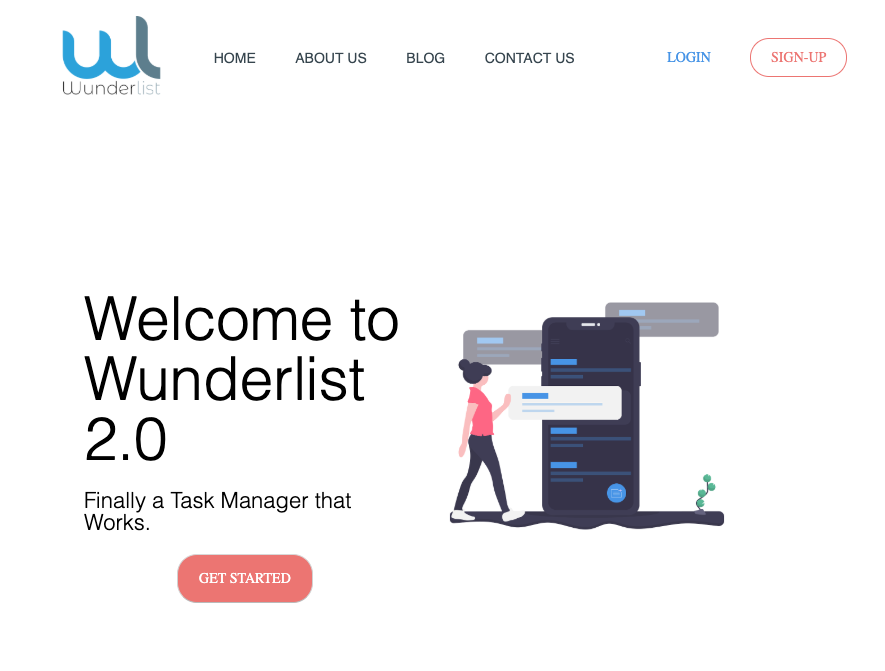 Wunderlist
HOME ABOUT US BLOG CONTACT US LOGIN SIGN-UP
Welcome to
Wunderlist
2.0
Finally a Task Manager that
Works.
GET STARTED